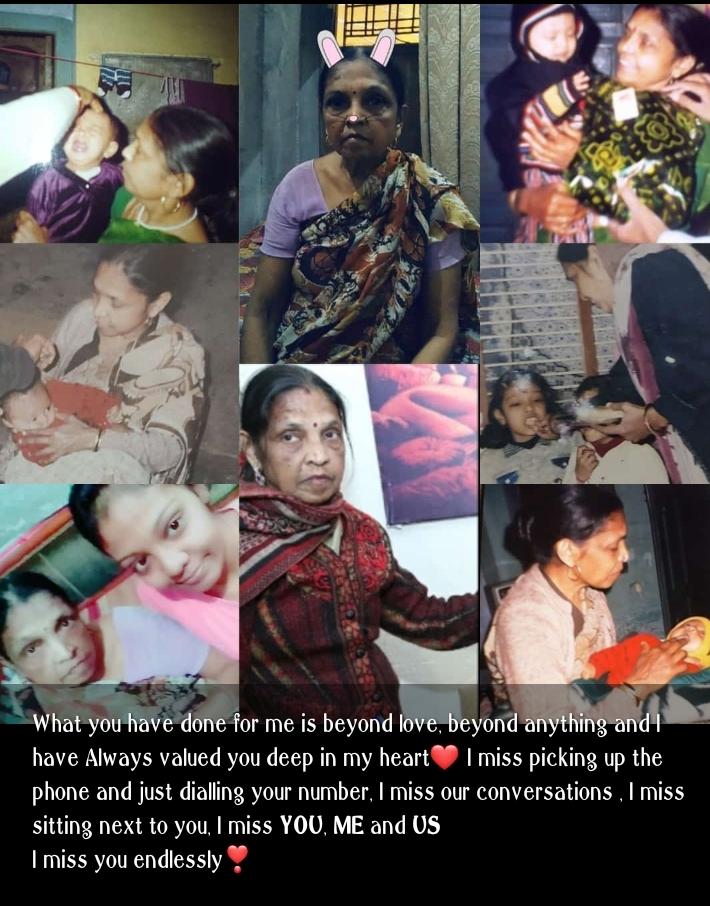 What you have done for me is beyond love, beyond anything and I
have Always valued you deep in my heart❤️ I miss picking up the
phone and just dialling your number, I miss our conversations , I miss
sitting next to you, I miss YOU, ME and US
I miss you endlessly❣️